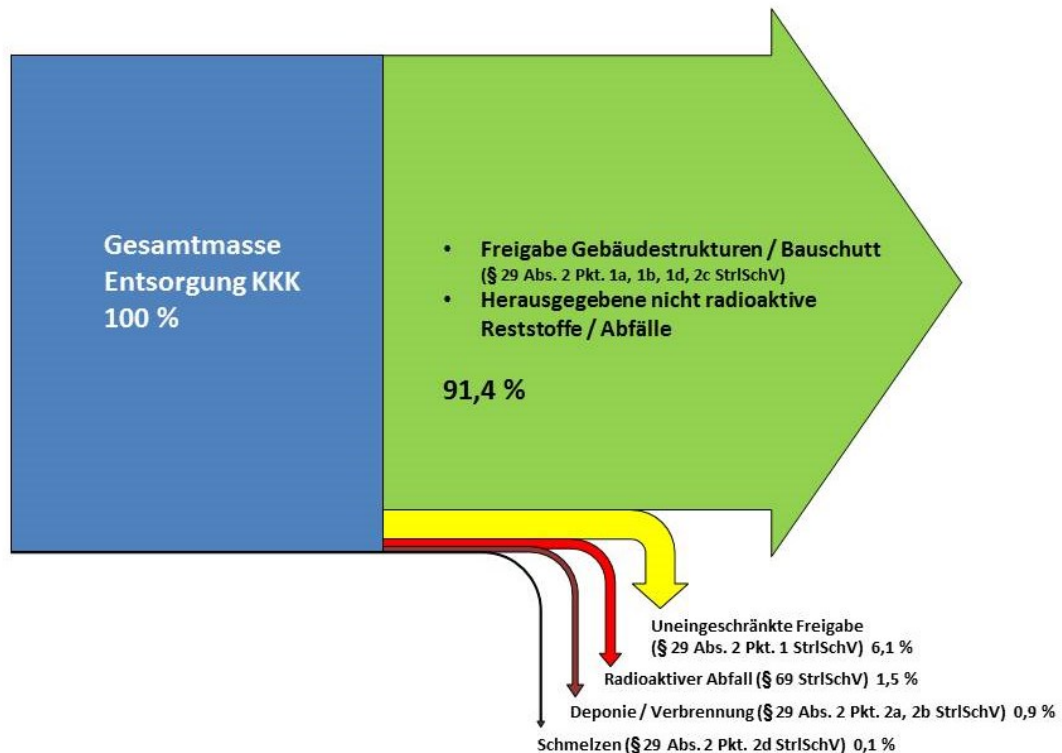 Gesamtmasse
Entsorgung KKK
100 %
• Freigabe Gebäudestrukturen / Bauschutt
(§ 29 Abs. 2 Pkt. 1a, 1b, 1d, 2c StrlSchV)
• Herausgegebene nicht radioaktive
Reststoffe / Abfälle
91,4 %
Uneingeschränkte Freigabe
(§ 29 Abs. 2 Pkt. 1 StrlSchV) 6,1 %
Radioaktiver Abfall (§ 69 StrlSchV) 1,5 %
Deponie / Verbrennung (§ 29 Abs. 2 Pkt. 2a, 2b StrlSchV) 0,9 %
Schmelzen (§ 29 Abs. 2 Pkt. 2d StrlSchV) 0,1 %